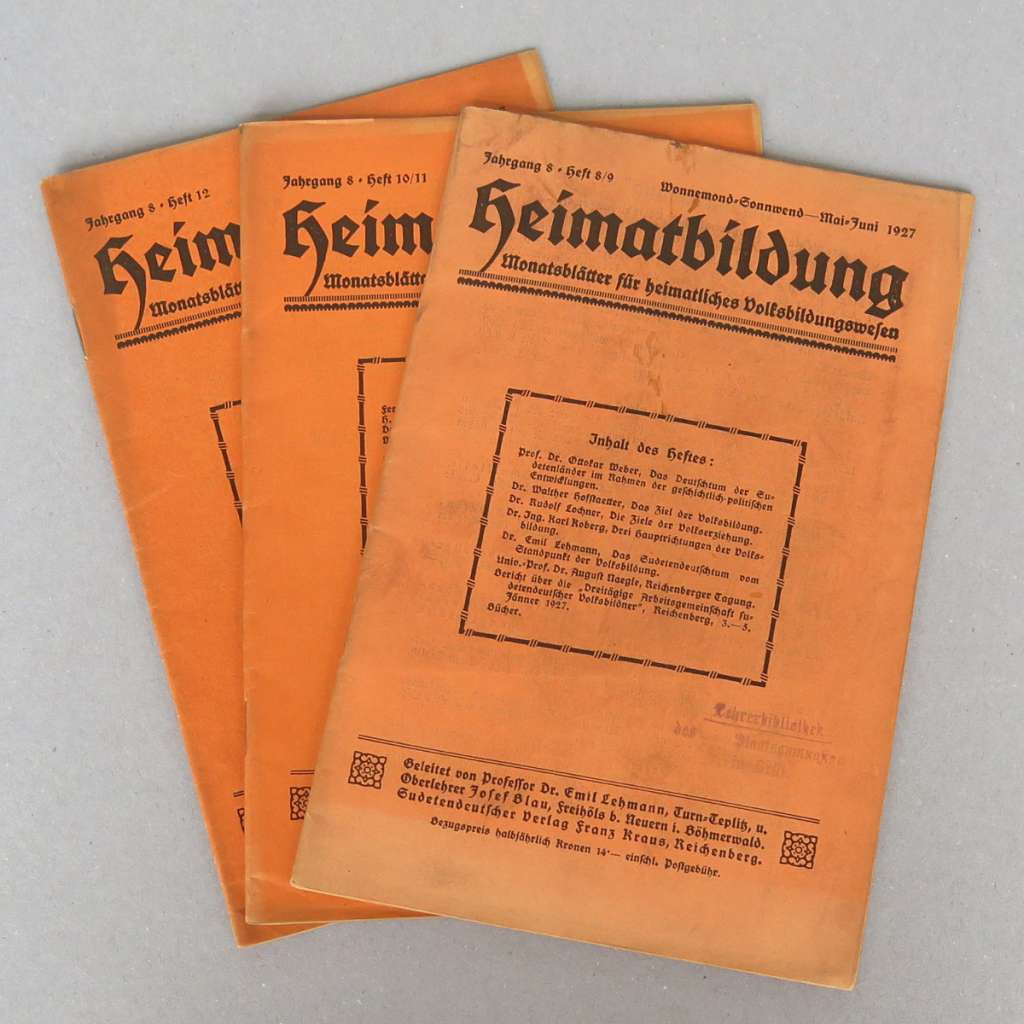 Jahrgang 8 • Heft 12
Heim
Monatsblätt
Jahrgang 8 • Heft 10/11
Heim
Monatsblätte
Jahrgang 8 • Heft 8/9
Wonnemond-Sonnwend—Mai-Juni 1927
Heimatbildung
Monatsblätter für heimatliches Volksbildungswesen
Inhalt des Heftes:
Prof. Dr. Ottokar Weber, Das Deutschtum der Su-
detenländer im Rahmen der geschichtlich-politischen
Entwicklungen.
Dr. Walther Hofstaetter, Das Ziel der Volksbildung.
Dr. Rudolf Lochner, Die Ziele der Volkserziehung.
Dr. Ing. Karl Roberg, Drei Hauptrichtungen der Volks-
bildung.
Dr. Emil Lehmann, Das Sudetendeutschtum vom
Standpunkt der Volksbildung.
Univ.-Prof. Dr. August Naegle, Reichenberger Tagung.
Bericht über die „Dreitägige Arbeitsgemeinschaft su-
detendeutscher Volksbildner", Reichenberg, 3.—5.
Jänner 1927.
Bücher.
Lehrerbibliothek
des
Geleitet von Professor Dr. Emil Lehmann, Turn-Teplitz, u.
Oberlehrer Josef Blau, Freihöls b. Neuern i. Böhmerwald.
Sudetendeutscher Verlag Franz Kraus, Reichenberg.
Bezugspreis halbjährlich Kronen 14·— einschl. Postgebühr.